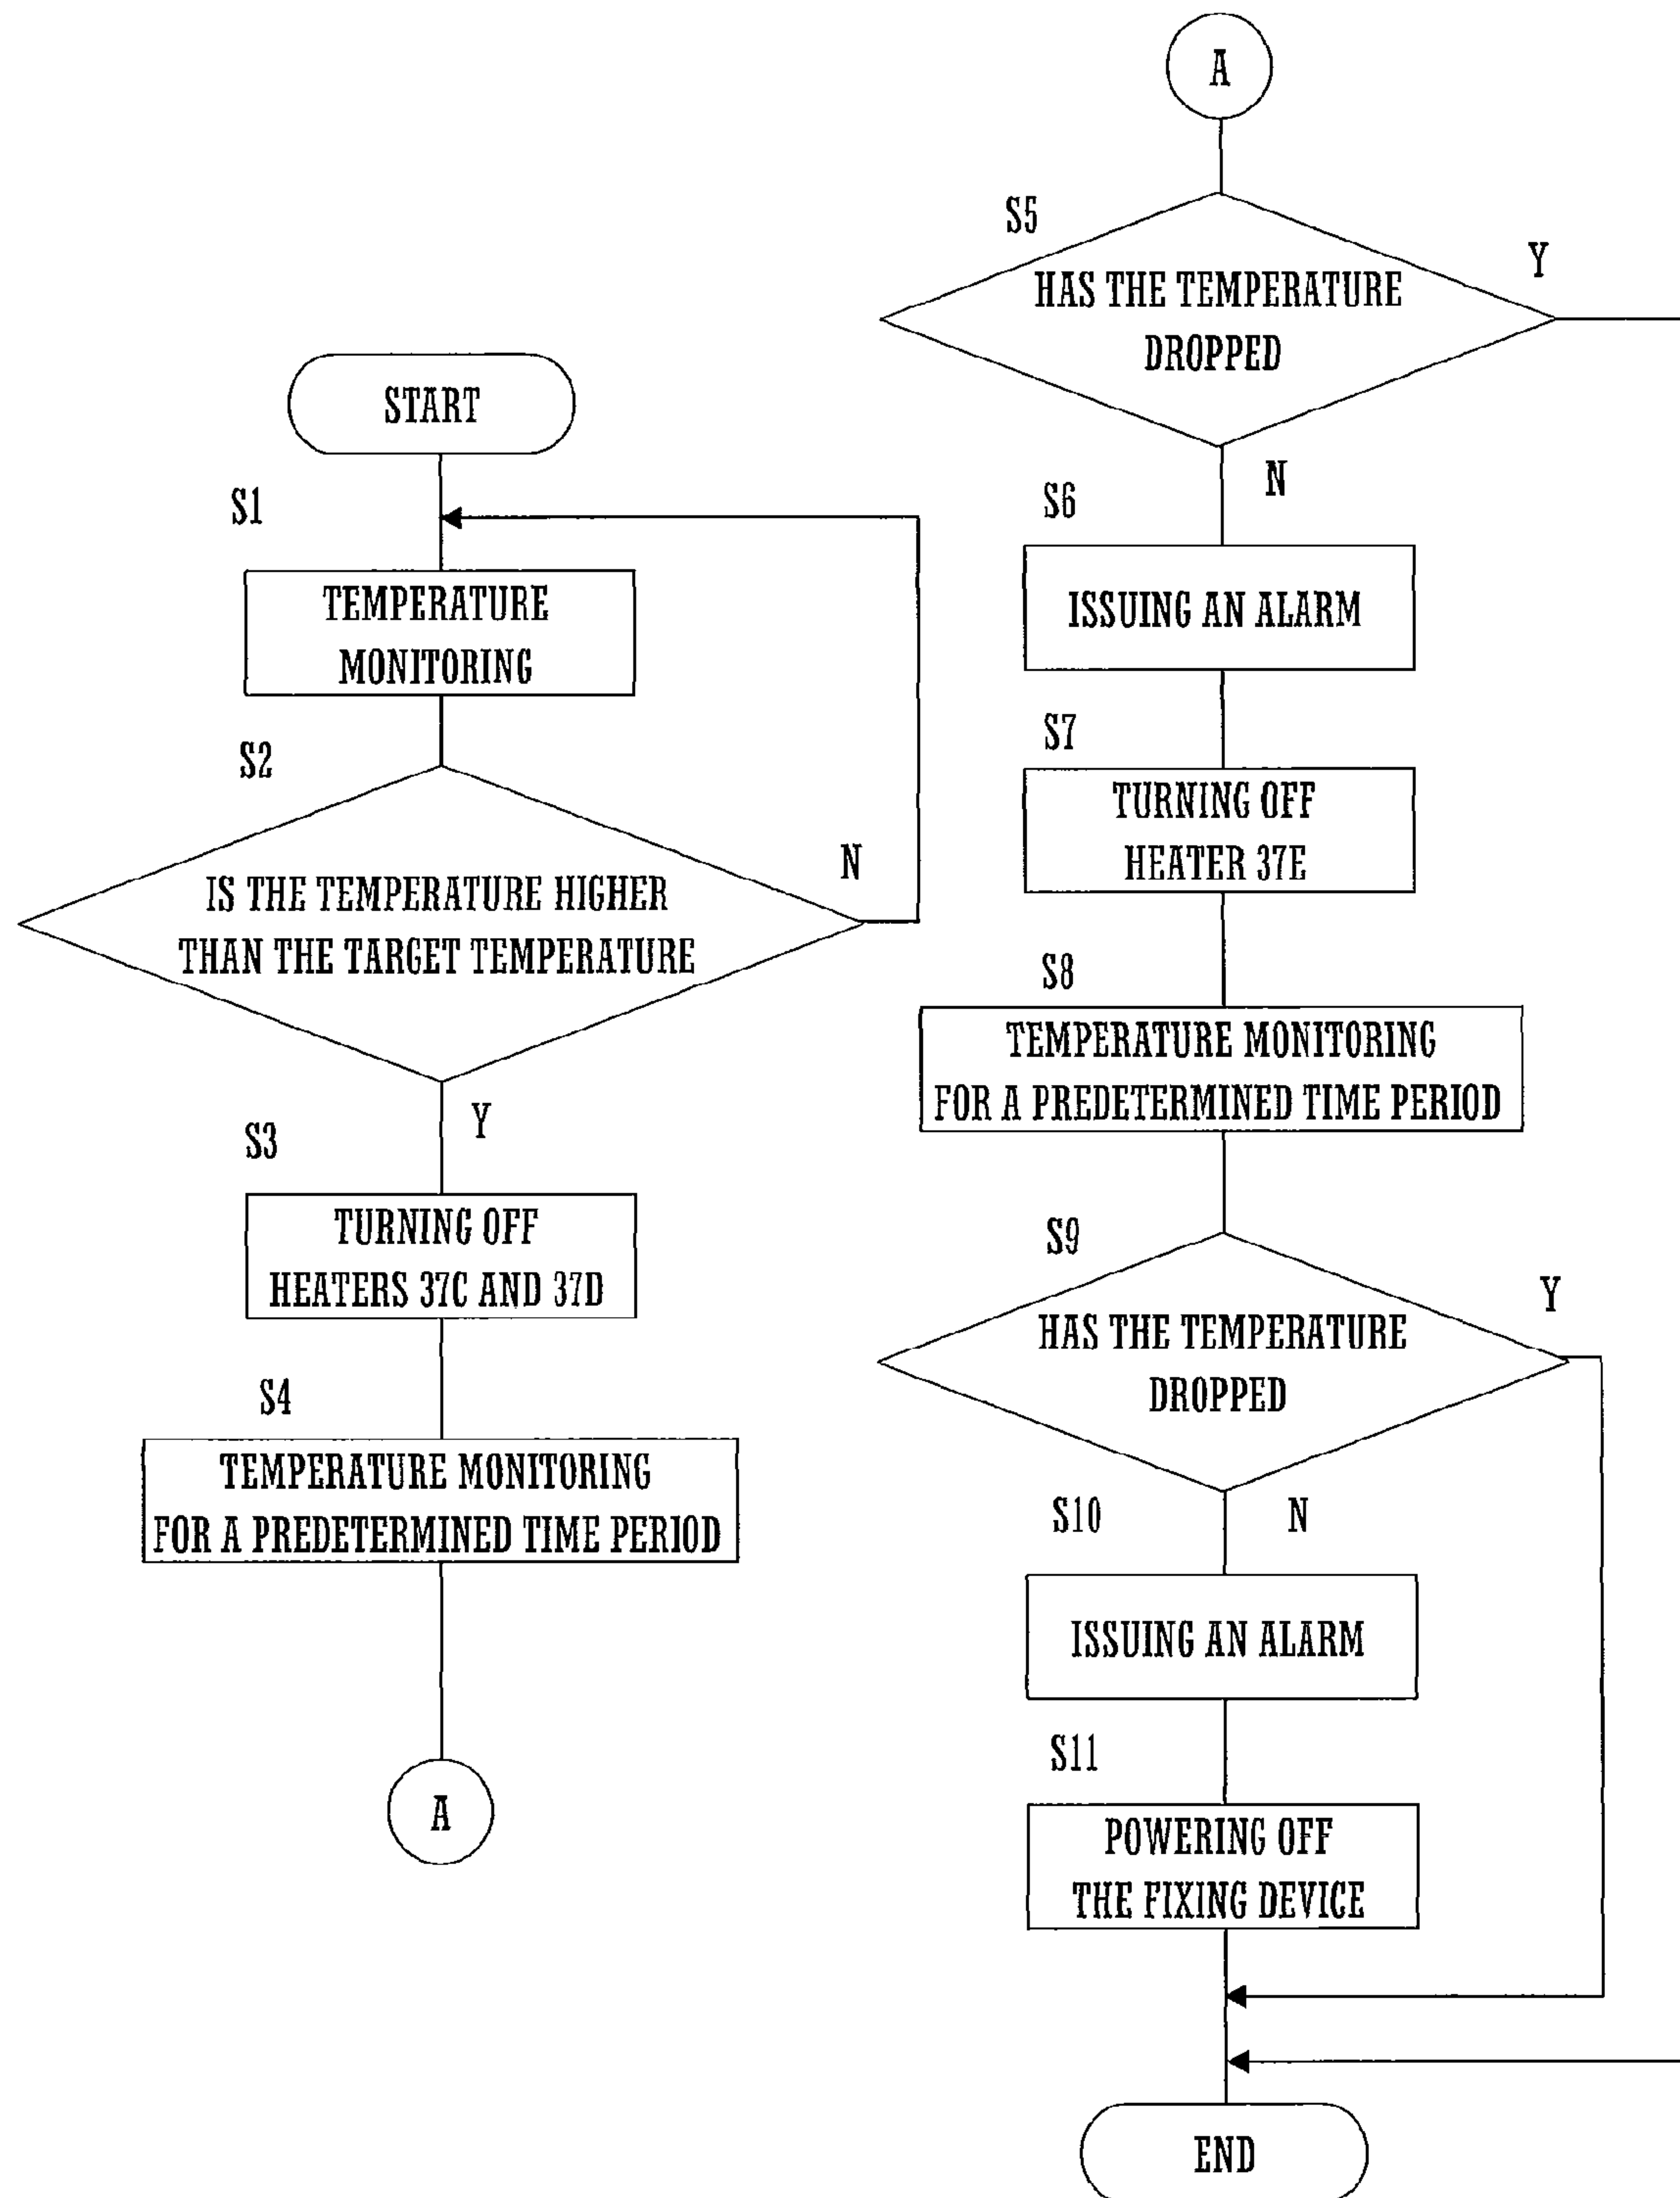 START
S1
TEMPERATURE
MONITORING
S2
IS THE TEMPERATURE HIGHER
THAN THE TARGET TEMPERATURE
N
Y
S3
TURNING OFF
HEATERS 37C AND 37D
S4
TEMPERATURE MONITORING
FOR A PREDETERMINED TIME PERIOD
A
A
S5
HAS THE TEMPERATURE
DROPPED
Y
N
S6
ISSUING AN ALARM
S7
TURNING OFF
HEATER 37E
S8
TEMPERATURE MONITORING
FOR A PREDETERMINED TIME PERIOD
S9
HAS THE TEMPERATURE
DROPPED
Y
N
S10
ISSUING AN ALARM
S11
POWERING OFF
THE FIXING DEVICE
END